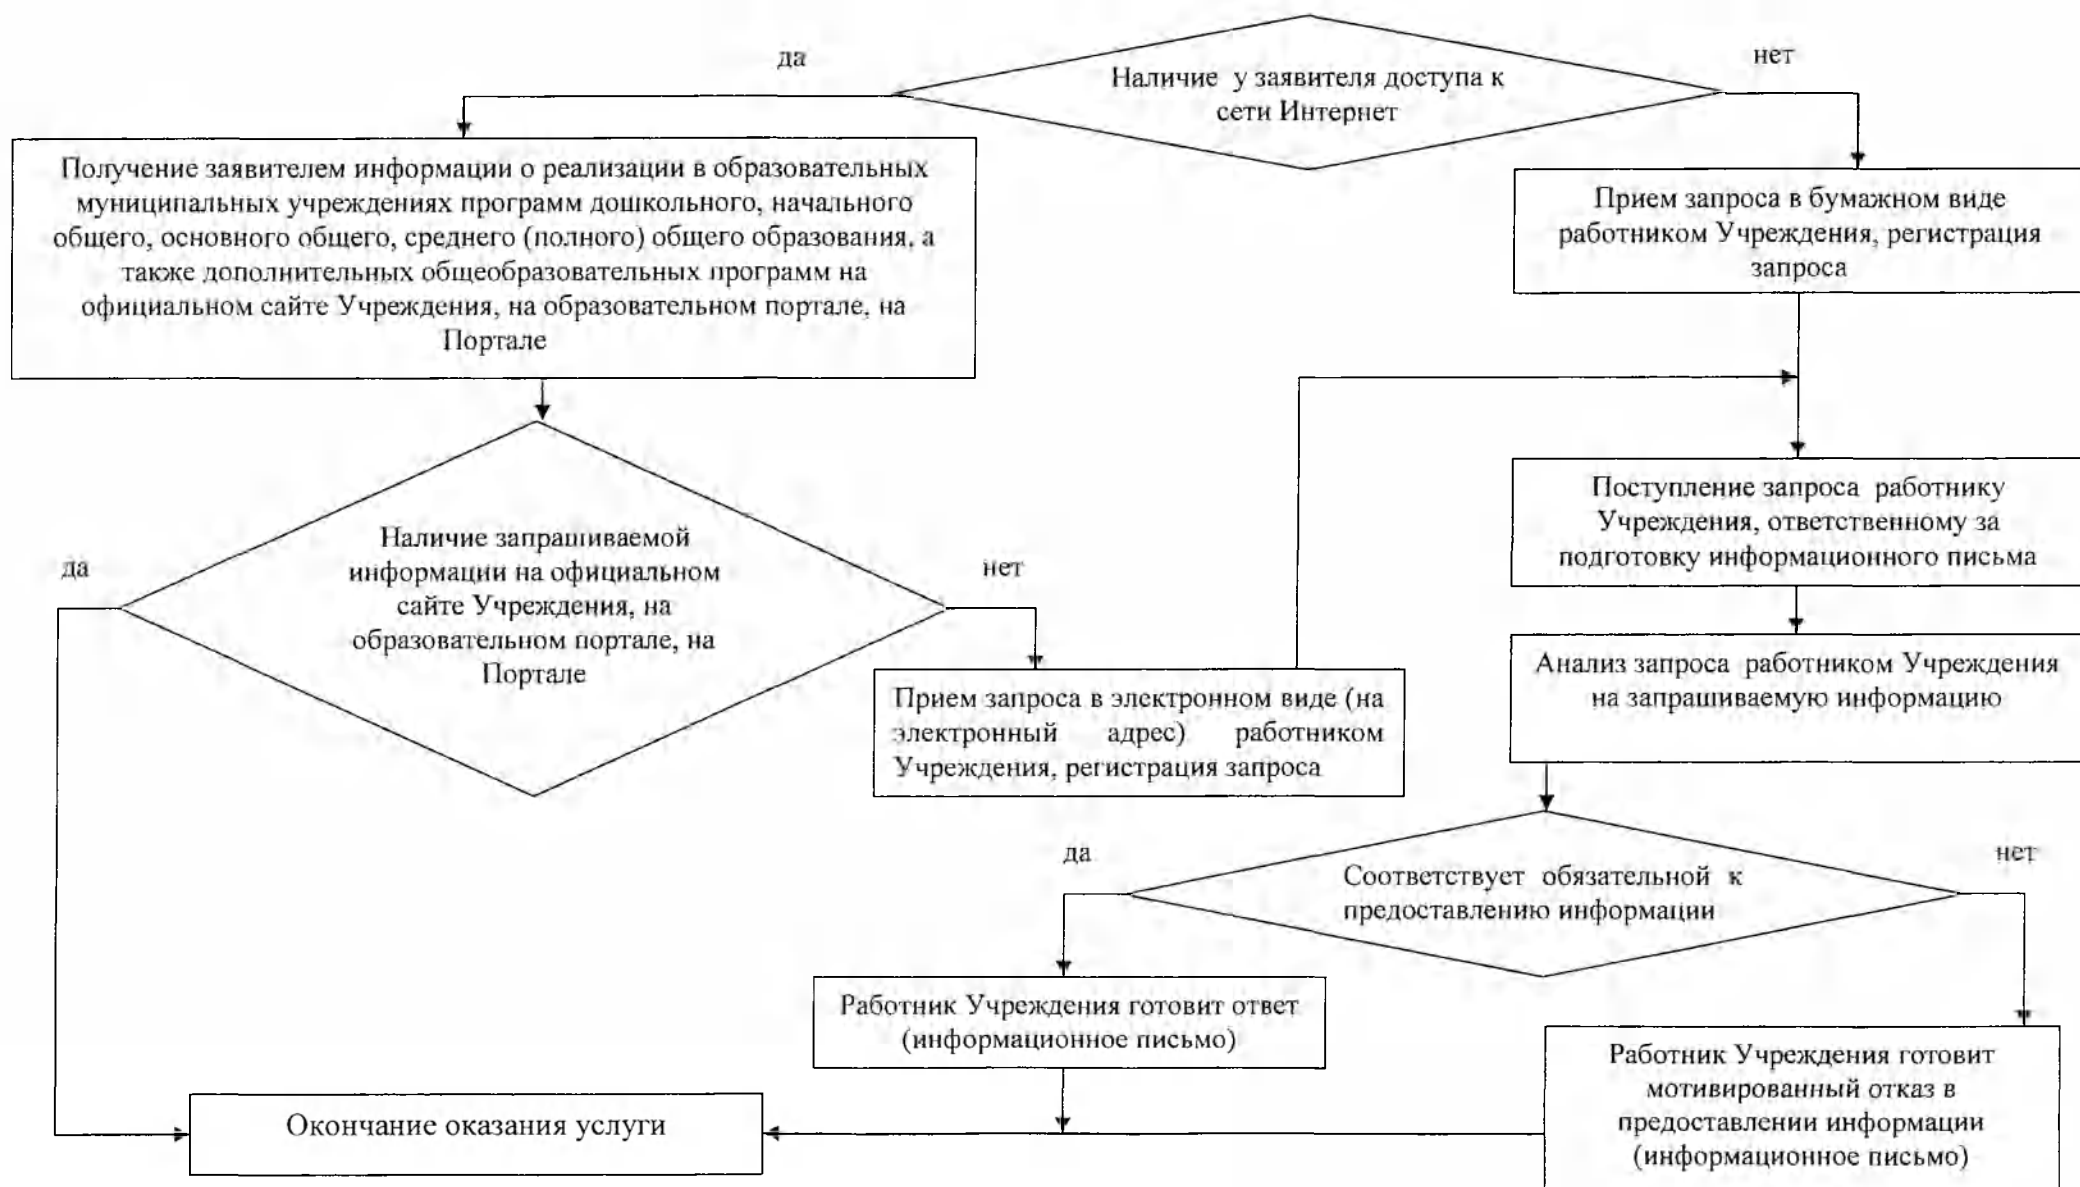 да
нет
Наличие у заявителя доступа к
сети Интернет
Получение заявителем информации о реализации в образовательных
муниципальных учреждениях программ дошкольного, начального
общего, основного общего, среднего (полного) общего образования, а
также дополнительных общеобразовательных программ на
официальном сайте Учреждения, на образовательном портале, на
Портале
Прием запроса в бумажном виде
работником Учреждения, регистрация
запроса
Наличие запрашиваемой
информации на официальном
сайте Учреждения, на
образовательном портале, на
Портале
да
нет
Поступление запроса работнику
Учреждения, ответственному за
подготовку информационного письма
Прием запроса в электронном виде (на
электронный адрес) работником
Учреждения, регистрация запроса
Анализ запроса работником Учреждения
на запрашиваемую информацию
да
нет
Соответствует обязательной к
предоставлению информации
Работник Учреждения готовит ответ
(информационное письмо)
Работник Учреждения готовит
мотивированный отказ в
предоставлении информации
(информационное письмо)
Окончание оказания услуги